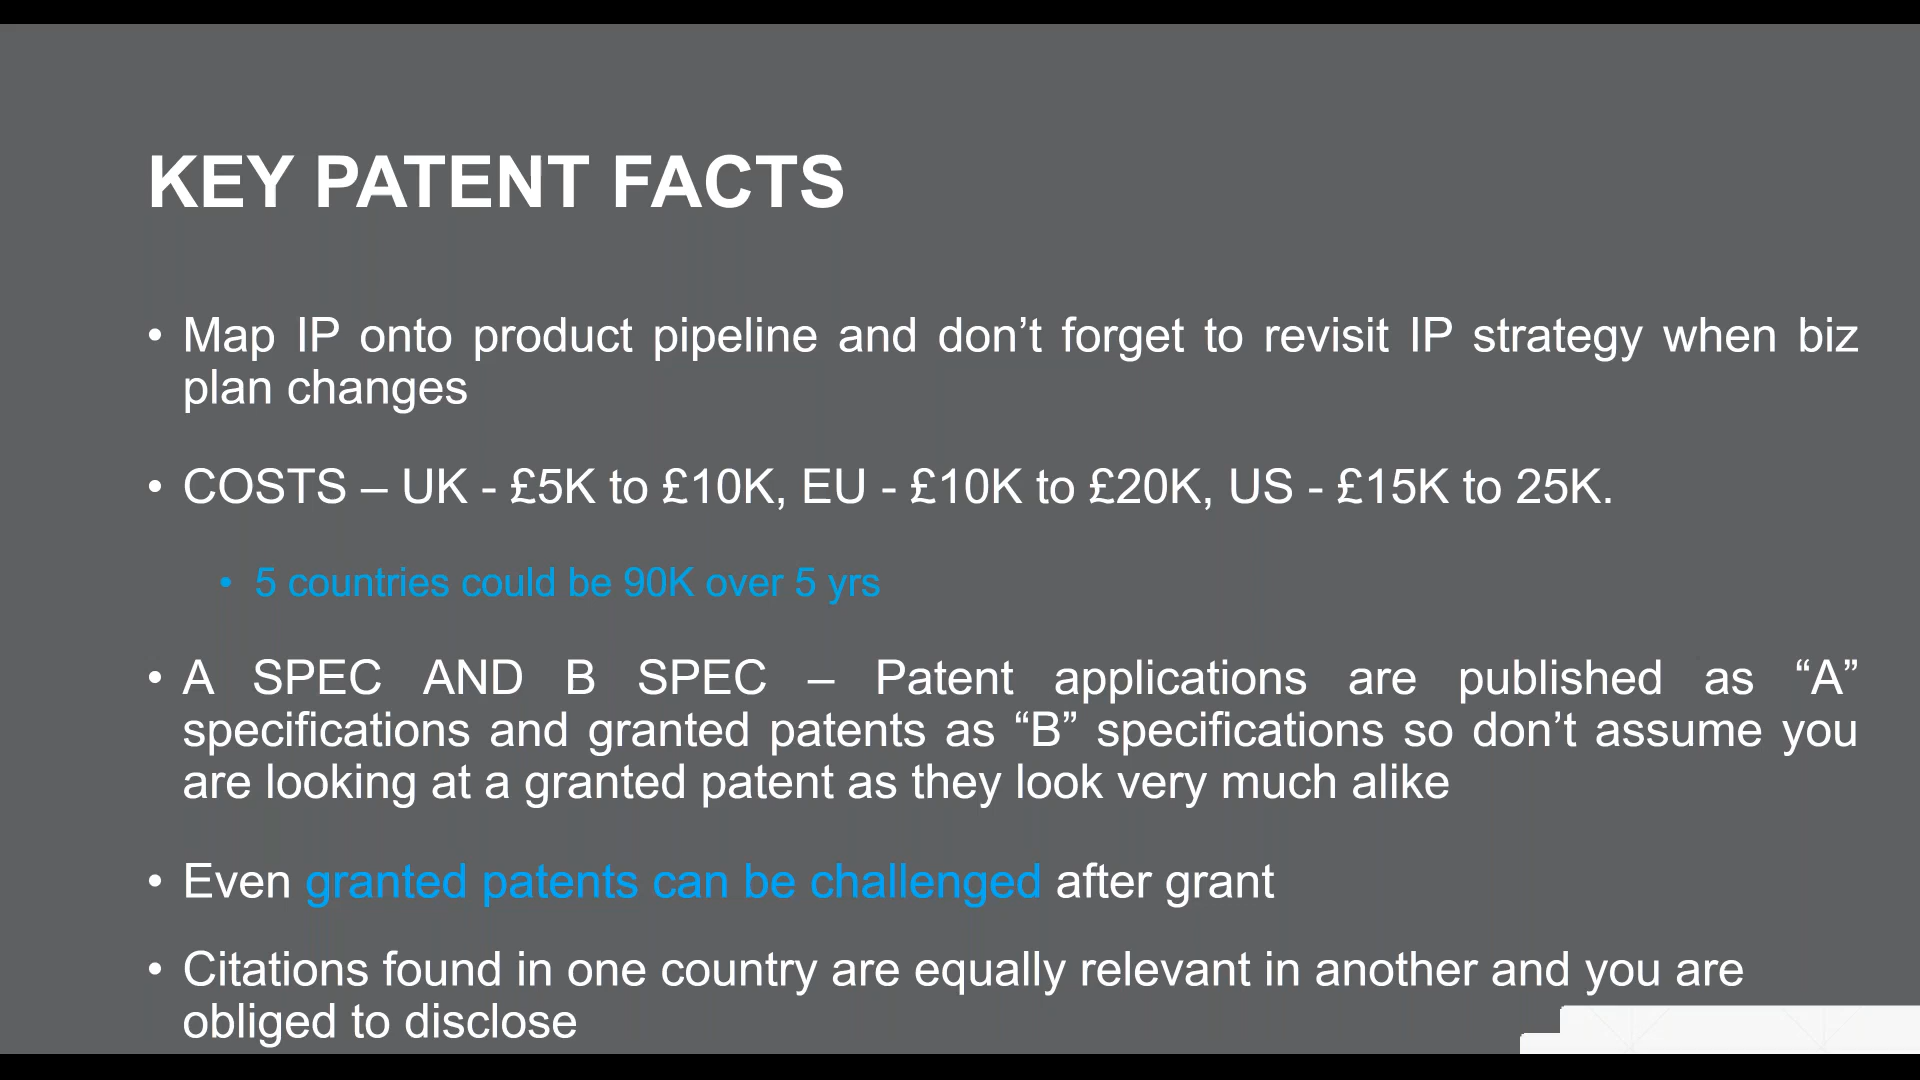 KEY PATENT FACTS
• Map IP onto product pipeline and don’t forget to revisit IP strategy when biz
plan changes
• COSTS – UK - £5K to £10K, EU - £10K to £20K, US - £15K to 25K.
• 5 countries could be 90K over 5 yrs
• A SPEC AND B SPEC – Patent applications are published as “A”
specifications and granted patents as “B” specifications so don’t assume you
are looking at a granted patent as they look very much alike
• Even granted patents can be challenged after grant
• Citations found in one country are equally relevant in another and you are
obliged to disclose